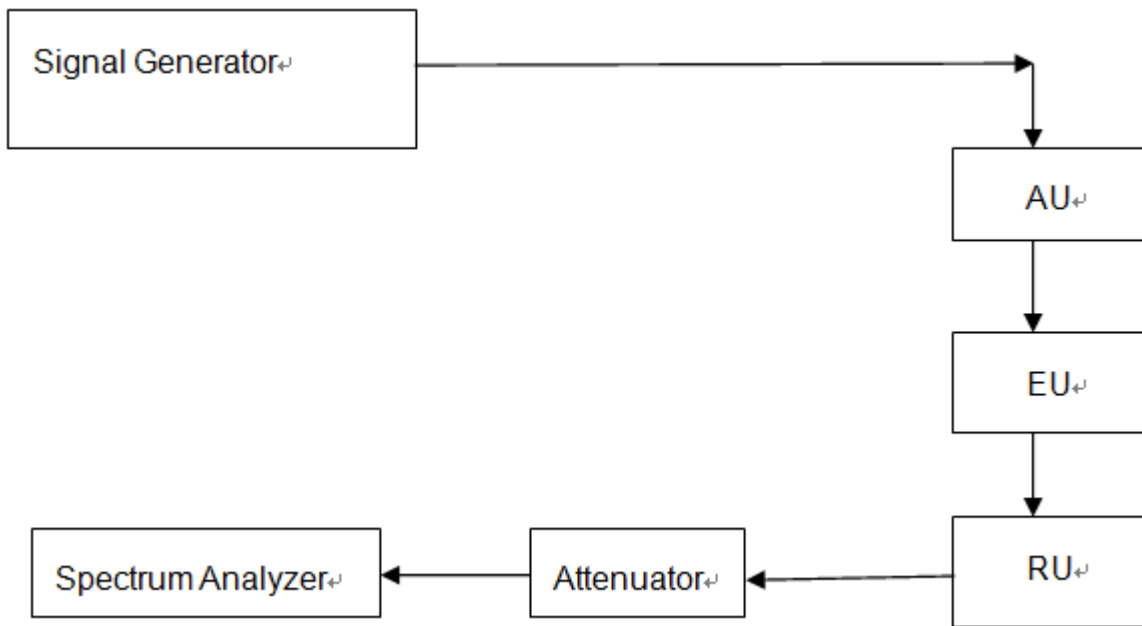 Signal Generator
AU
EU
RU
Attenuator
Spectrum Analyzer